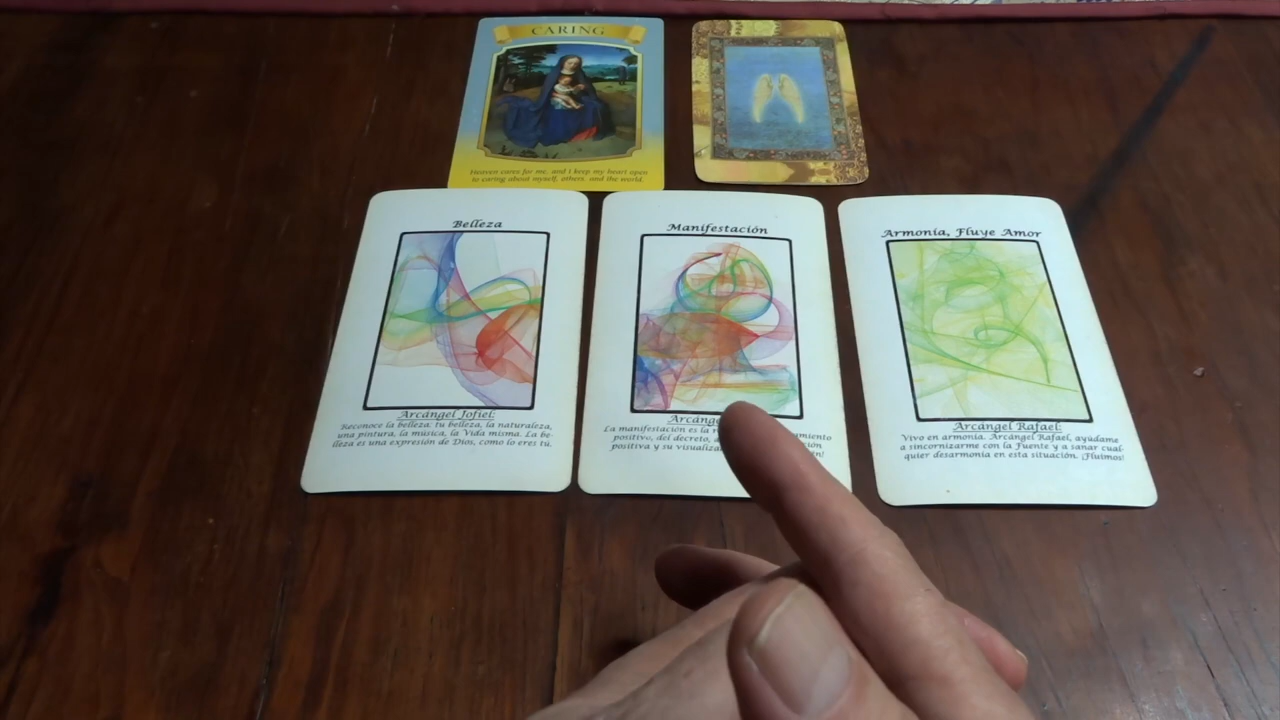 CARING
Heaven cares for me, and I keep my heart open
to caring about myself, others, and the world.
Belleza
Arcángel Jofiel:
Reconoce la belleza: tu belleza, la naturaleza,
una pintura, la música, la Vida misma. La be-
lleza es una expresión de Dios, como lo eres tú.
Manifestación
Arcángel
La manifestación es la
positivo, del decreto,
positiva y su
Armonía, Fluye Amor
Arcángel Rafael:
Vivo en armonía. Arcángel Rafael, ayúdame
a sincornizarme con la Fuente y a sanar cual-
quier desarmonía en esta situación. ¡Fluimos!